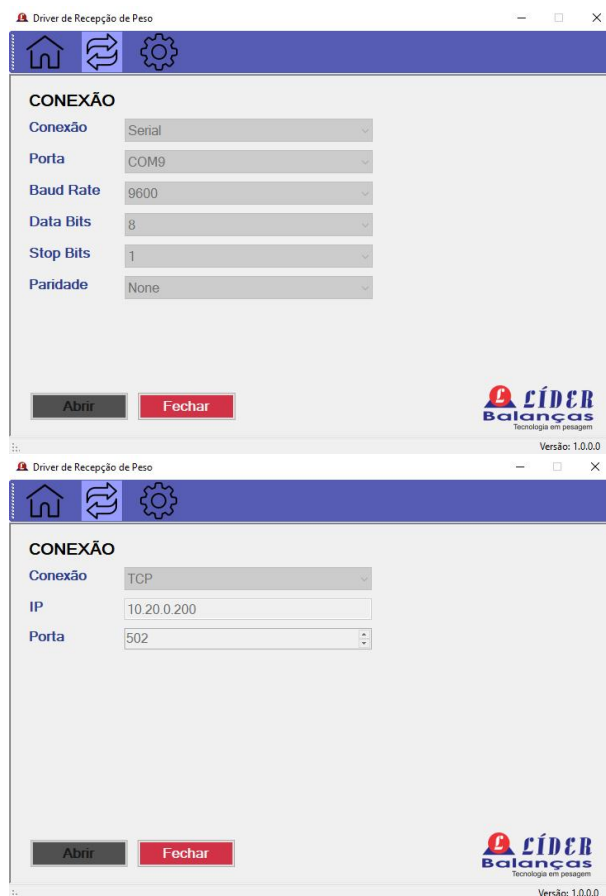 Driver de Recepção de Peso
CONEXÃO
Conexão Serial
Porta COM9
Baud Rate 9600
Data Bits 8
Stop Bits 1
Paridade None
Abrir Fechar
L LÍDER
Balanças
Tecnologia em pesagem
Versão: 1.0.0.0
Driver de Recepção de Peso
CONEXÃO
Conexão TCP
IP 10.20.0.200
Porta 502
Abrir Fechar
L LÍDER
Balanças
Tecnologia em pesagem
Versão: 1.0.0.0